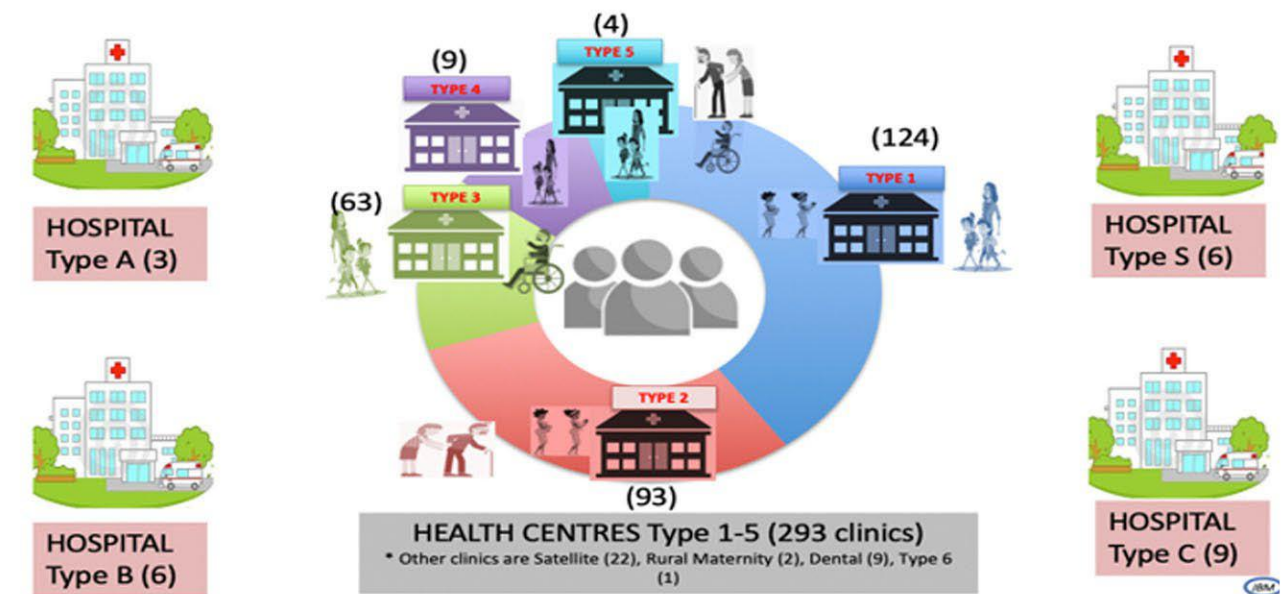 (4)
TYPE 5
(9)
TYPE 4
(124)
TYPE 1
TYPE 3
(63)
HOSPITAL
Type A (3)
HOSPITAL
Type S (6)
TYPE 2
(93)
HEALTH CENTRES Type 1-5 (293 clinics)
* Other clinics are Satellite (22), Rural Maternity (2), Dental (9), Type 6
(1)
HOSPITAL
Type B (6)
HOSPITAL
Type C (9)
JBM